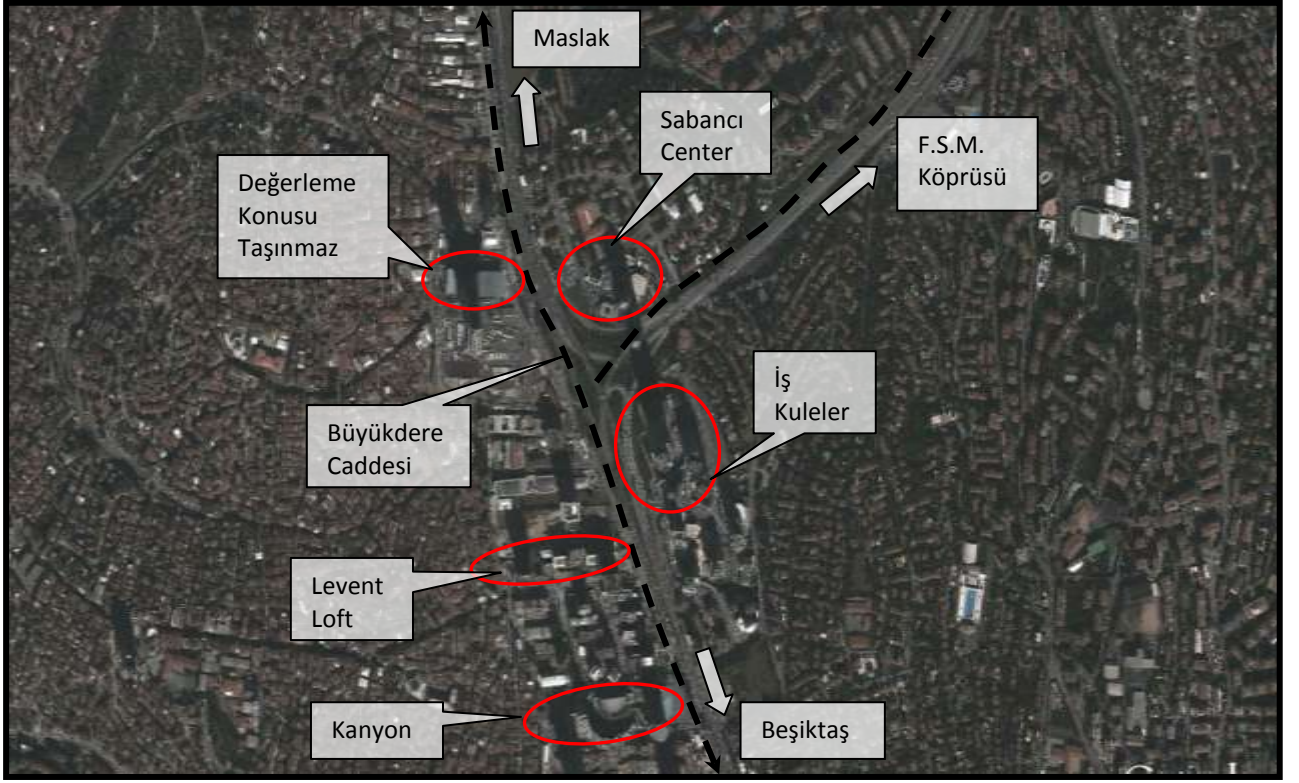 Maslak
Sabancı
Center
F.S.M.
Köprüsü
Değerleme
Konusu
Taşınmaz
İş
Kuleler
Büyükdere
Caddesi
Levent
Loft
Kanyon
Beşiktaş